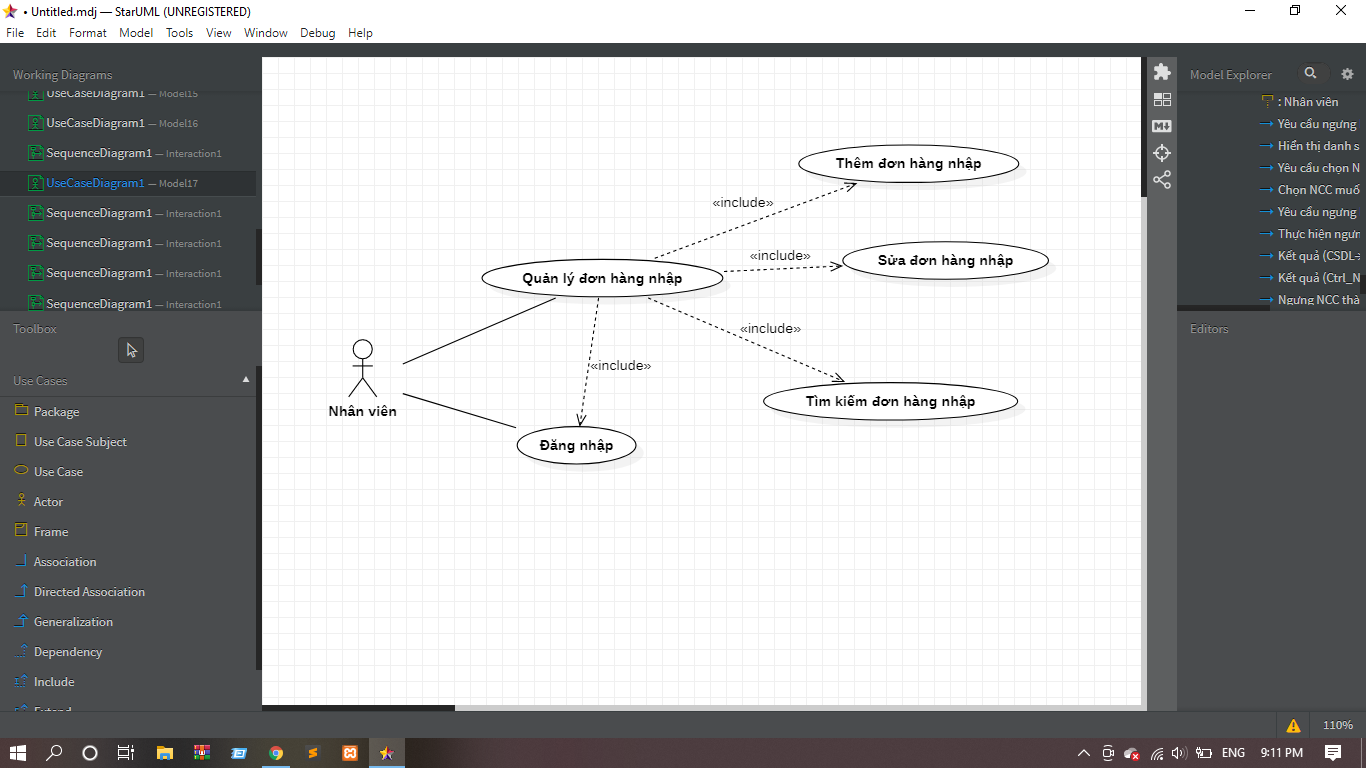 • Untitled.mdj — StarUML (UNREGISTERED)
File Edit Format Model Tools View Window Debug Help
Working Diagrams
UseCaseDiagram1 — Model15
UseCaseDiagram1 — Model16
SequenceDiagram1 — Interaction1
UseCaseDiagram1 — Model17
SequenceDiagram1 — Interaction1
SequenceDiagram1 — Interaction1
SequenceDiagram1 — Interaction1
SequenceDiagram1 — Interaction1
Toolbox
Use Cases
Package
Use Case Subject
Use Case
Actor
Frame
Association
Directed Association
Generalization
Dependency
Include
Extend
Thêm đơn hàng nhập
«include»
«include»
Sửa đơn hàng nhập
Quản lý đơn hàng nhập
«include»
«include»
Tìm kiếm đơn hàng nhập
Nhân viên
Đăng nhập
M
Model Explorer
: Nhân viên
Yêu cầu ngưng
Hiển thị danh s
Yêu cầu chọn N
Chọn NCC muố
Yêu cầu ngưng
Thực hiện ngưn
Kết quả (CSDL-
Kết quả (Ctrl_N
Ngưng NCC thà
Editors
110%
ENG 9:11 PM